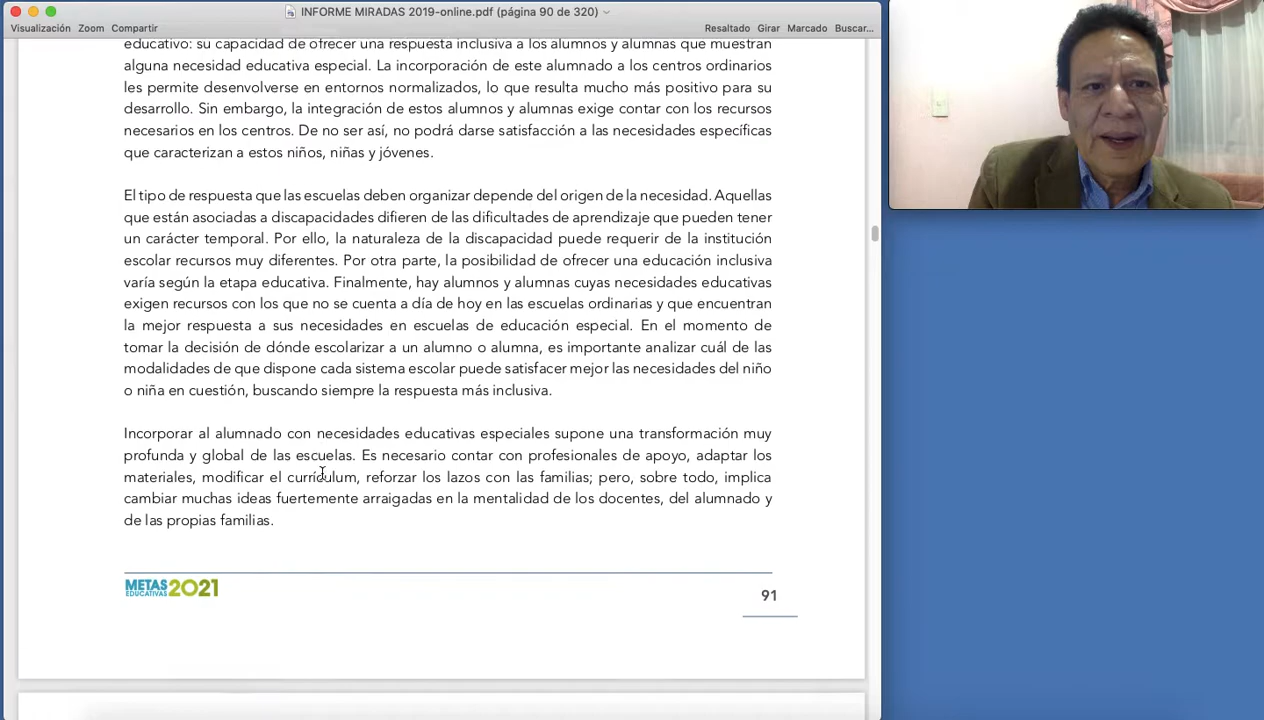 INFORME MIRADAS 2019-online.pdf (página 90 de 320)
Visualización Zoom Compartir Resaltado Girar Marcado Buscar...
educativo: su capacidad de ofrecer una respuesta inclusiva a los alumnos y alumnas que muestran
alguna necesidad educativa especial. La incorporación de este alumnado a los centros ordinarios
les permite desenvolverse en entornos normalizados, lo que resulta mucho más positivo para su
desarrollo. Sin embargo, la integración de estos alumnos y alumnas exige contar con los recursos
necesarios en los centros. De no ser así, no podrá darse satisfacción a las necesidades específicas
que caracterizan a estos niños, niñas y jóvenes.
El tipo de respuesta que las escuelas deben organizar depende del origen de la necesidad. Aquellas
que están asociadas a discapacidades difieren de las dificultades de aprendizaje que pueden tener
un carácter temporal. Por ello, la naturaleza de la discapacidad puede requerir de la institución
escolar recursos muy diferentes. Por otra parte, la posibilidad de ofrecer una educación inclusiva
varía según la etapa educativa. Finalmente, hay alumnos y alumnas cuyas necesidades educativas
exigen recursos con los que no se cuenta a día de hoy en las escuelas ordinarias y que encuentran
la mejor respuesta a sus necesidades en escuelas de educación especial. En el momento de
tomar la decisión de dónde escolarizar a un alumno o alumna, es importante analizar cuál de las
modalidades de que dispone cada sistema escolar puede satisfacer mejor las necesidades del niño
o niña en cuestión, buscando siempre la respuesta más inclusiva.
Incorporar al alumnado con necesidades educativas especiales supone una transformación muy
profunda y global de las escuelas. Es necesario contar con profesionales de apoyo, adaptar los
materiales, modificar el currículum, reforzar los lazos con las familias; pero, sobre todo, implica
cambiar muchas ideas fuertemente arraigadas en la mentalidad de los docentes, del alumnado y
de las propias familias.
METAS EDUCATIVAS 2021
91